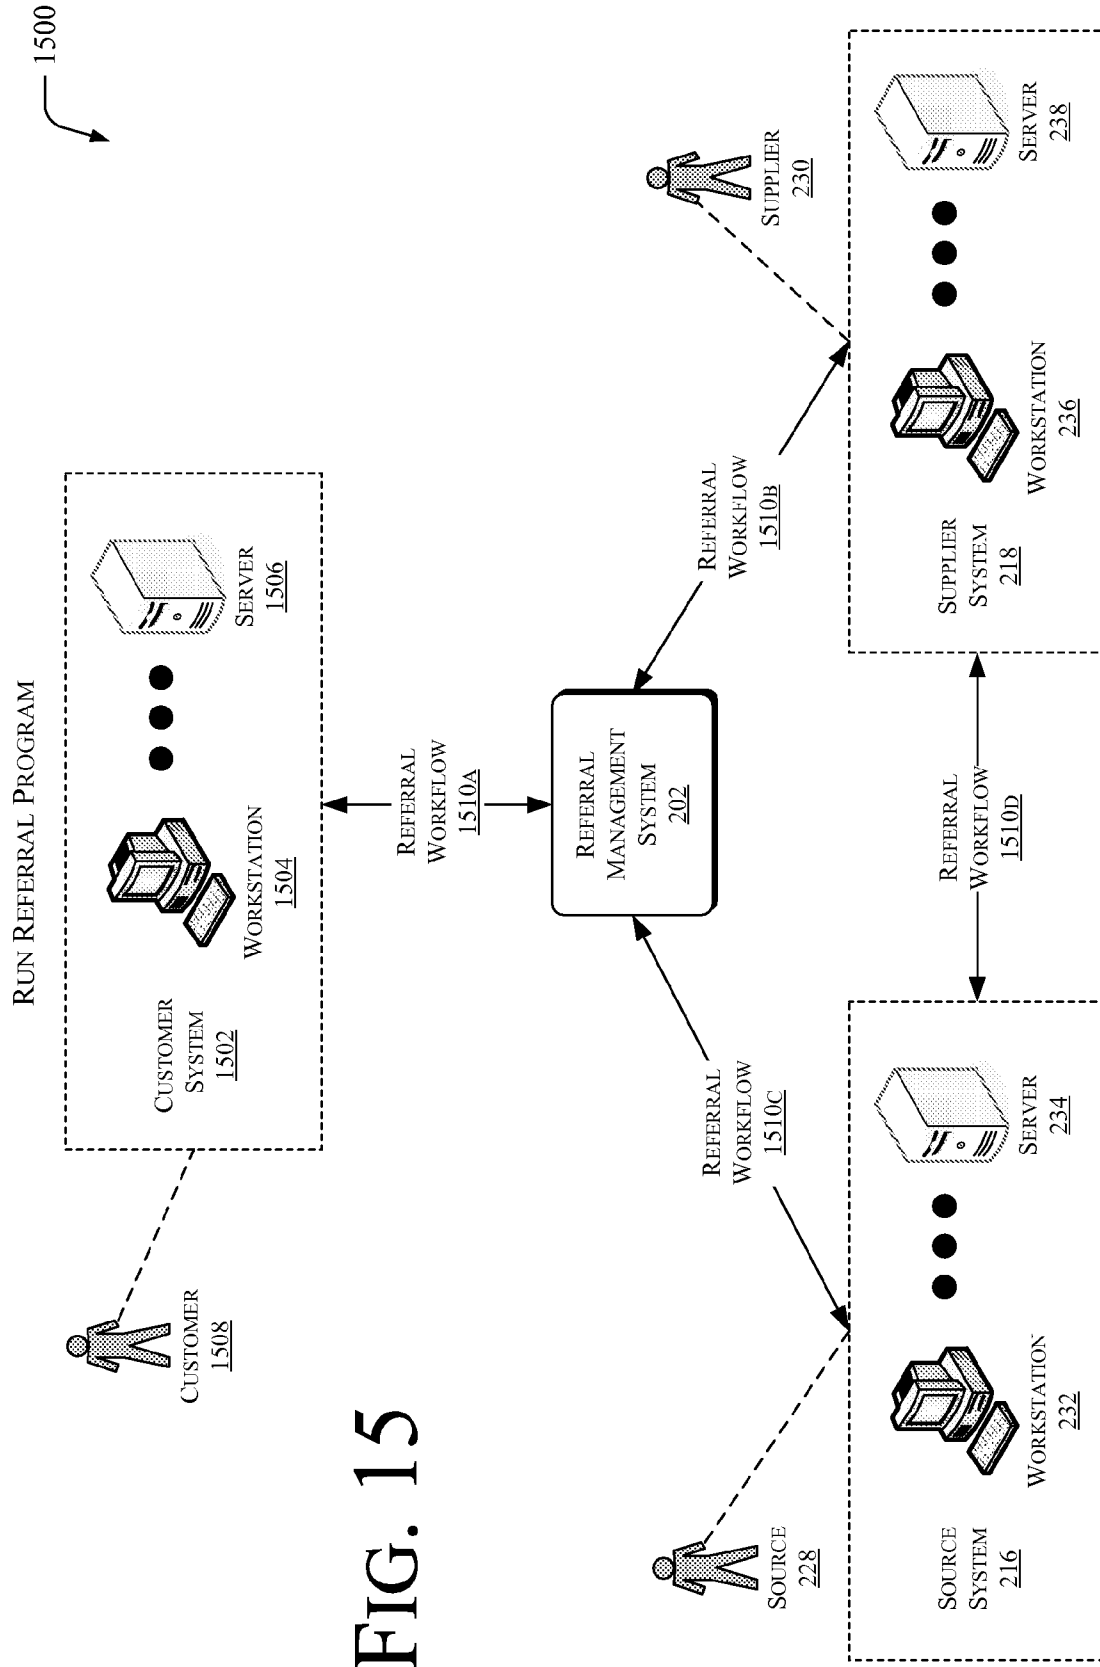 RUN REFERRAL PROGRAM
1500
CUSTOMER
1508
CUSTOMER
SYSTEM
1502
WORKSTATION
1504
SERVER
1506
REFERRAL
WORKFLOW
1510A
FIG. 15
REFERRAL
MANAGEMENT
SYSTEM
202
SOURCE
228
REFERRAL
WORKFLOW
1510C
REFERRAL
WORKFLOW
1510B
SUPPLIER
230
SOURCE
SYSTEM
216
WORKSTATION
232
SERVER
234
REFERRAL
WORKFLOW
1510D
SUPPLIER
SYSTEM
218
WORKSTATION
236
SERVER
238